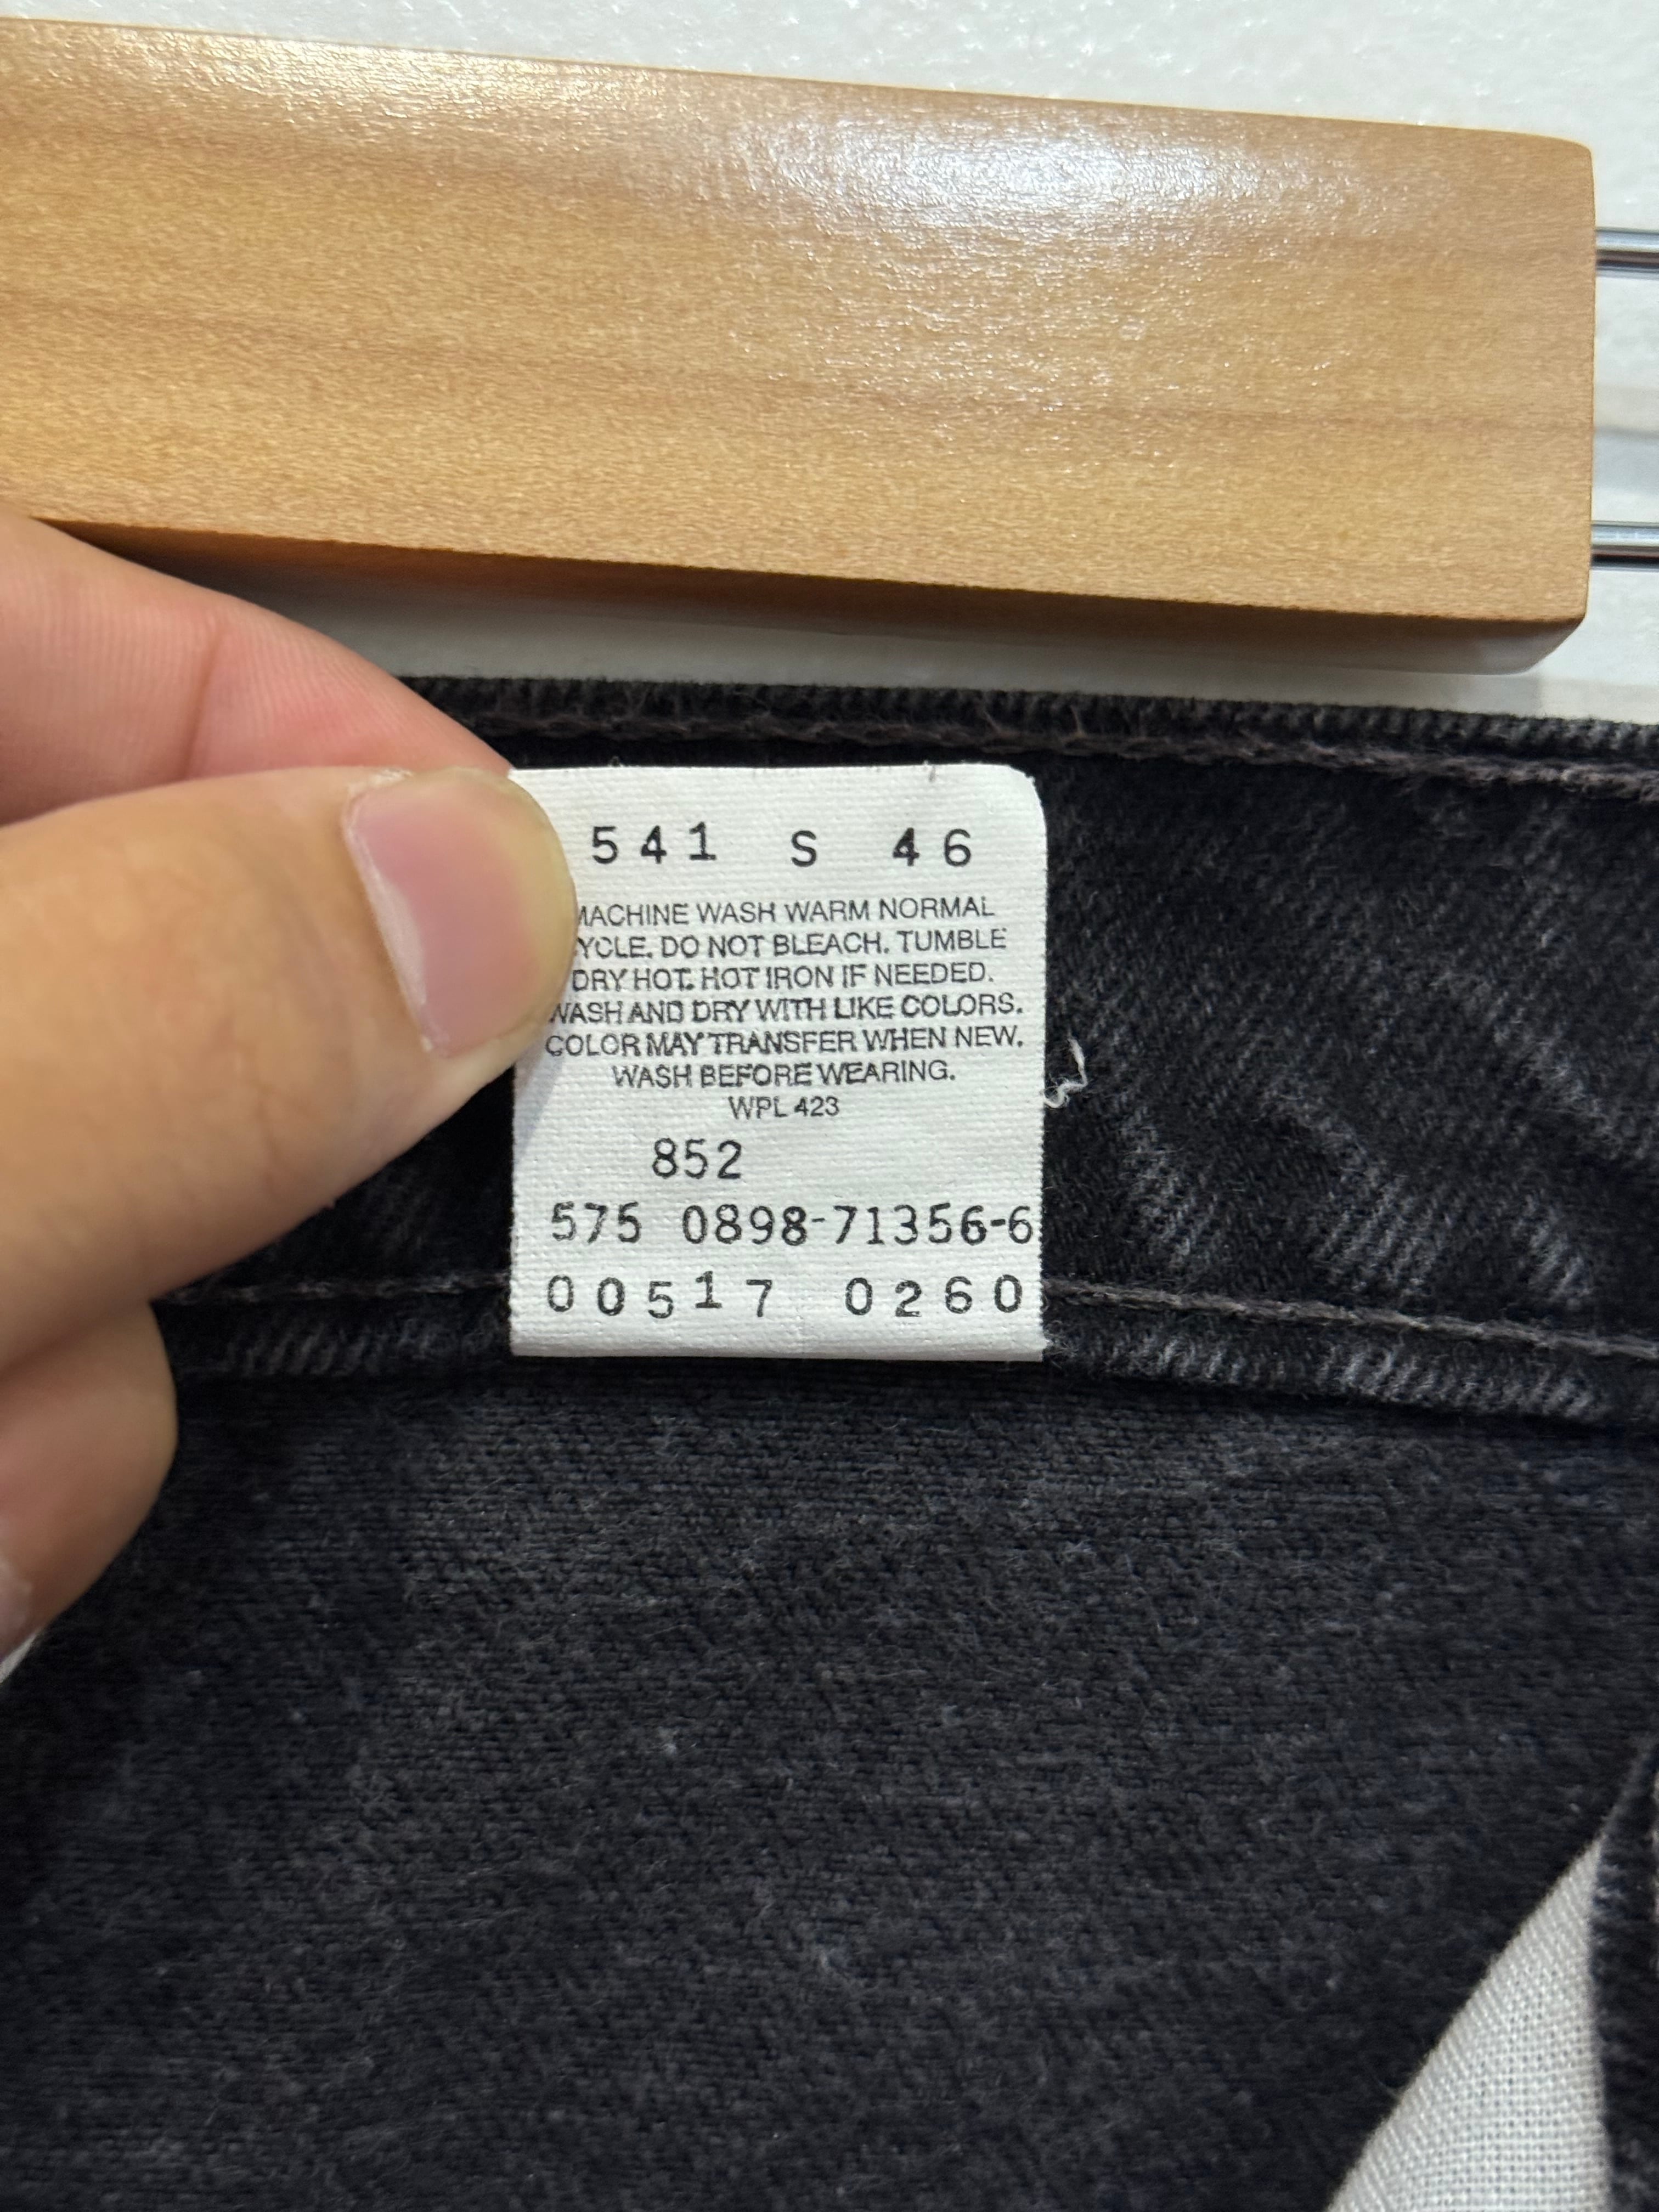 541 S 46
MACHINE WASH WARM NORMAL
YCLE. DO NOT BLEACH. TUMBLE
DRY HOT. HOT IRON IF NEEDED.
WASH AND DRY WITH LIKE COLORS.
COLOR MAY TRANSFER WHEN NEW.
WASH BEFORE WEARING.
WPL 423
852
575 0898-71356-6
00517 0260